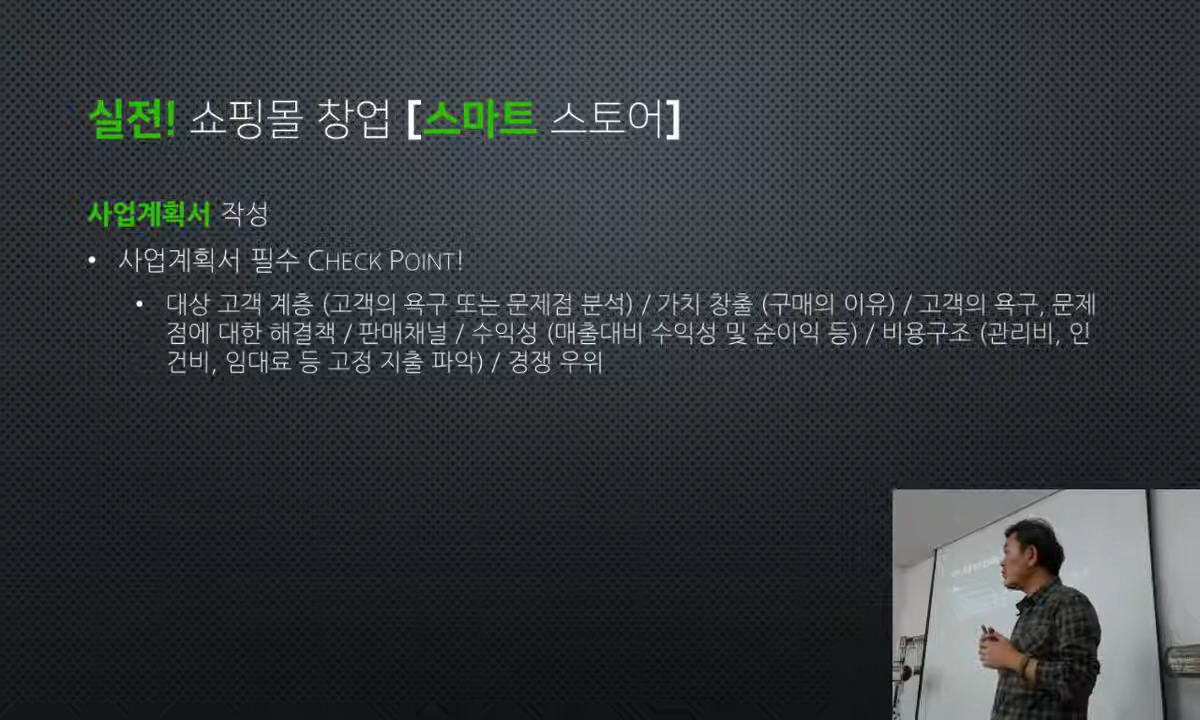 실전! 쇼핑몰 창업 [스마트 스토어]
사업계획서 작성
• 사업계획서 필수 CHECK POINT!
• 대상 고객 계층 (고객의 욕구 또는 문제점 분석) / 가치 창출 (구매의 이유) / 고객의 욕구, 문제
점에 대한 해결책 / 판매채널 / 수익성 (매출대비 수익성 및 순이익 등) / 비용구조 (관리비, 인
건비, 임대료 등 고정 지출 파악) / 경쟁 우위